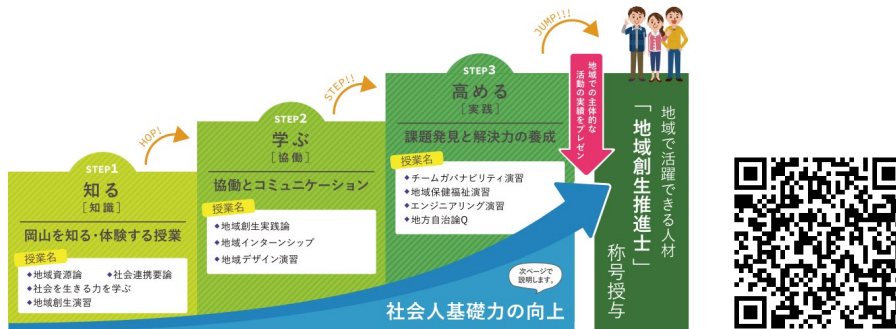 HOP!
STEP1
知る
[知識]
岡山を知る・体験する授業
授業名
◆地域資源論 ◆社会連携要論
◆社会を生きる力を学ぶ
◆地域創生演習
STEP!!
STEP2
学ぶ
[協働]
協働とコミュニケーション
授業名
◆地域創生実践論
◆地域インターンシップ
◆地域デザイン演習
JUMP!!!
STEP3
高める
[実践]
課題発見と解決力の養成
授業名
◆チームガバナビリティ演習
◆地域保健福祉演習
◆エンジニアリング演習
◆地方自治論Q
次ページで
説明します。
社会人基礎力の向上
地域での主体的な
活動の実績をプレゼン
地域で活躍できる人材
「地域創生推進士」
称号授与